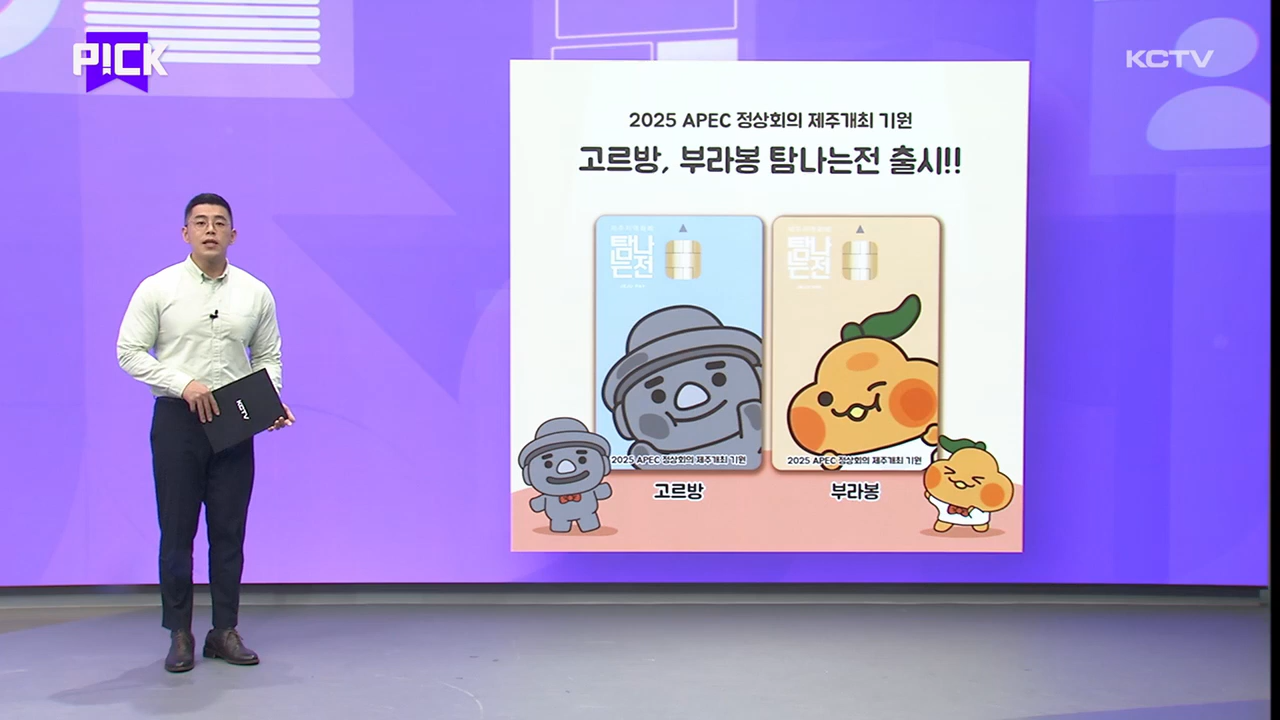 PICK
KCTV
2025 APEC 정상회의 제주개최 기원
고르방, 부라봉 탐나는전 출시!!
탐나
는전
탐나
는전
2025 APEC 정상회의 제주개최 기원
2025 APEC 정상회의 제주개최 기원
고르방
부라봉
KCTV